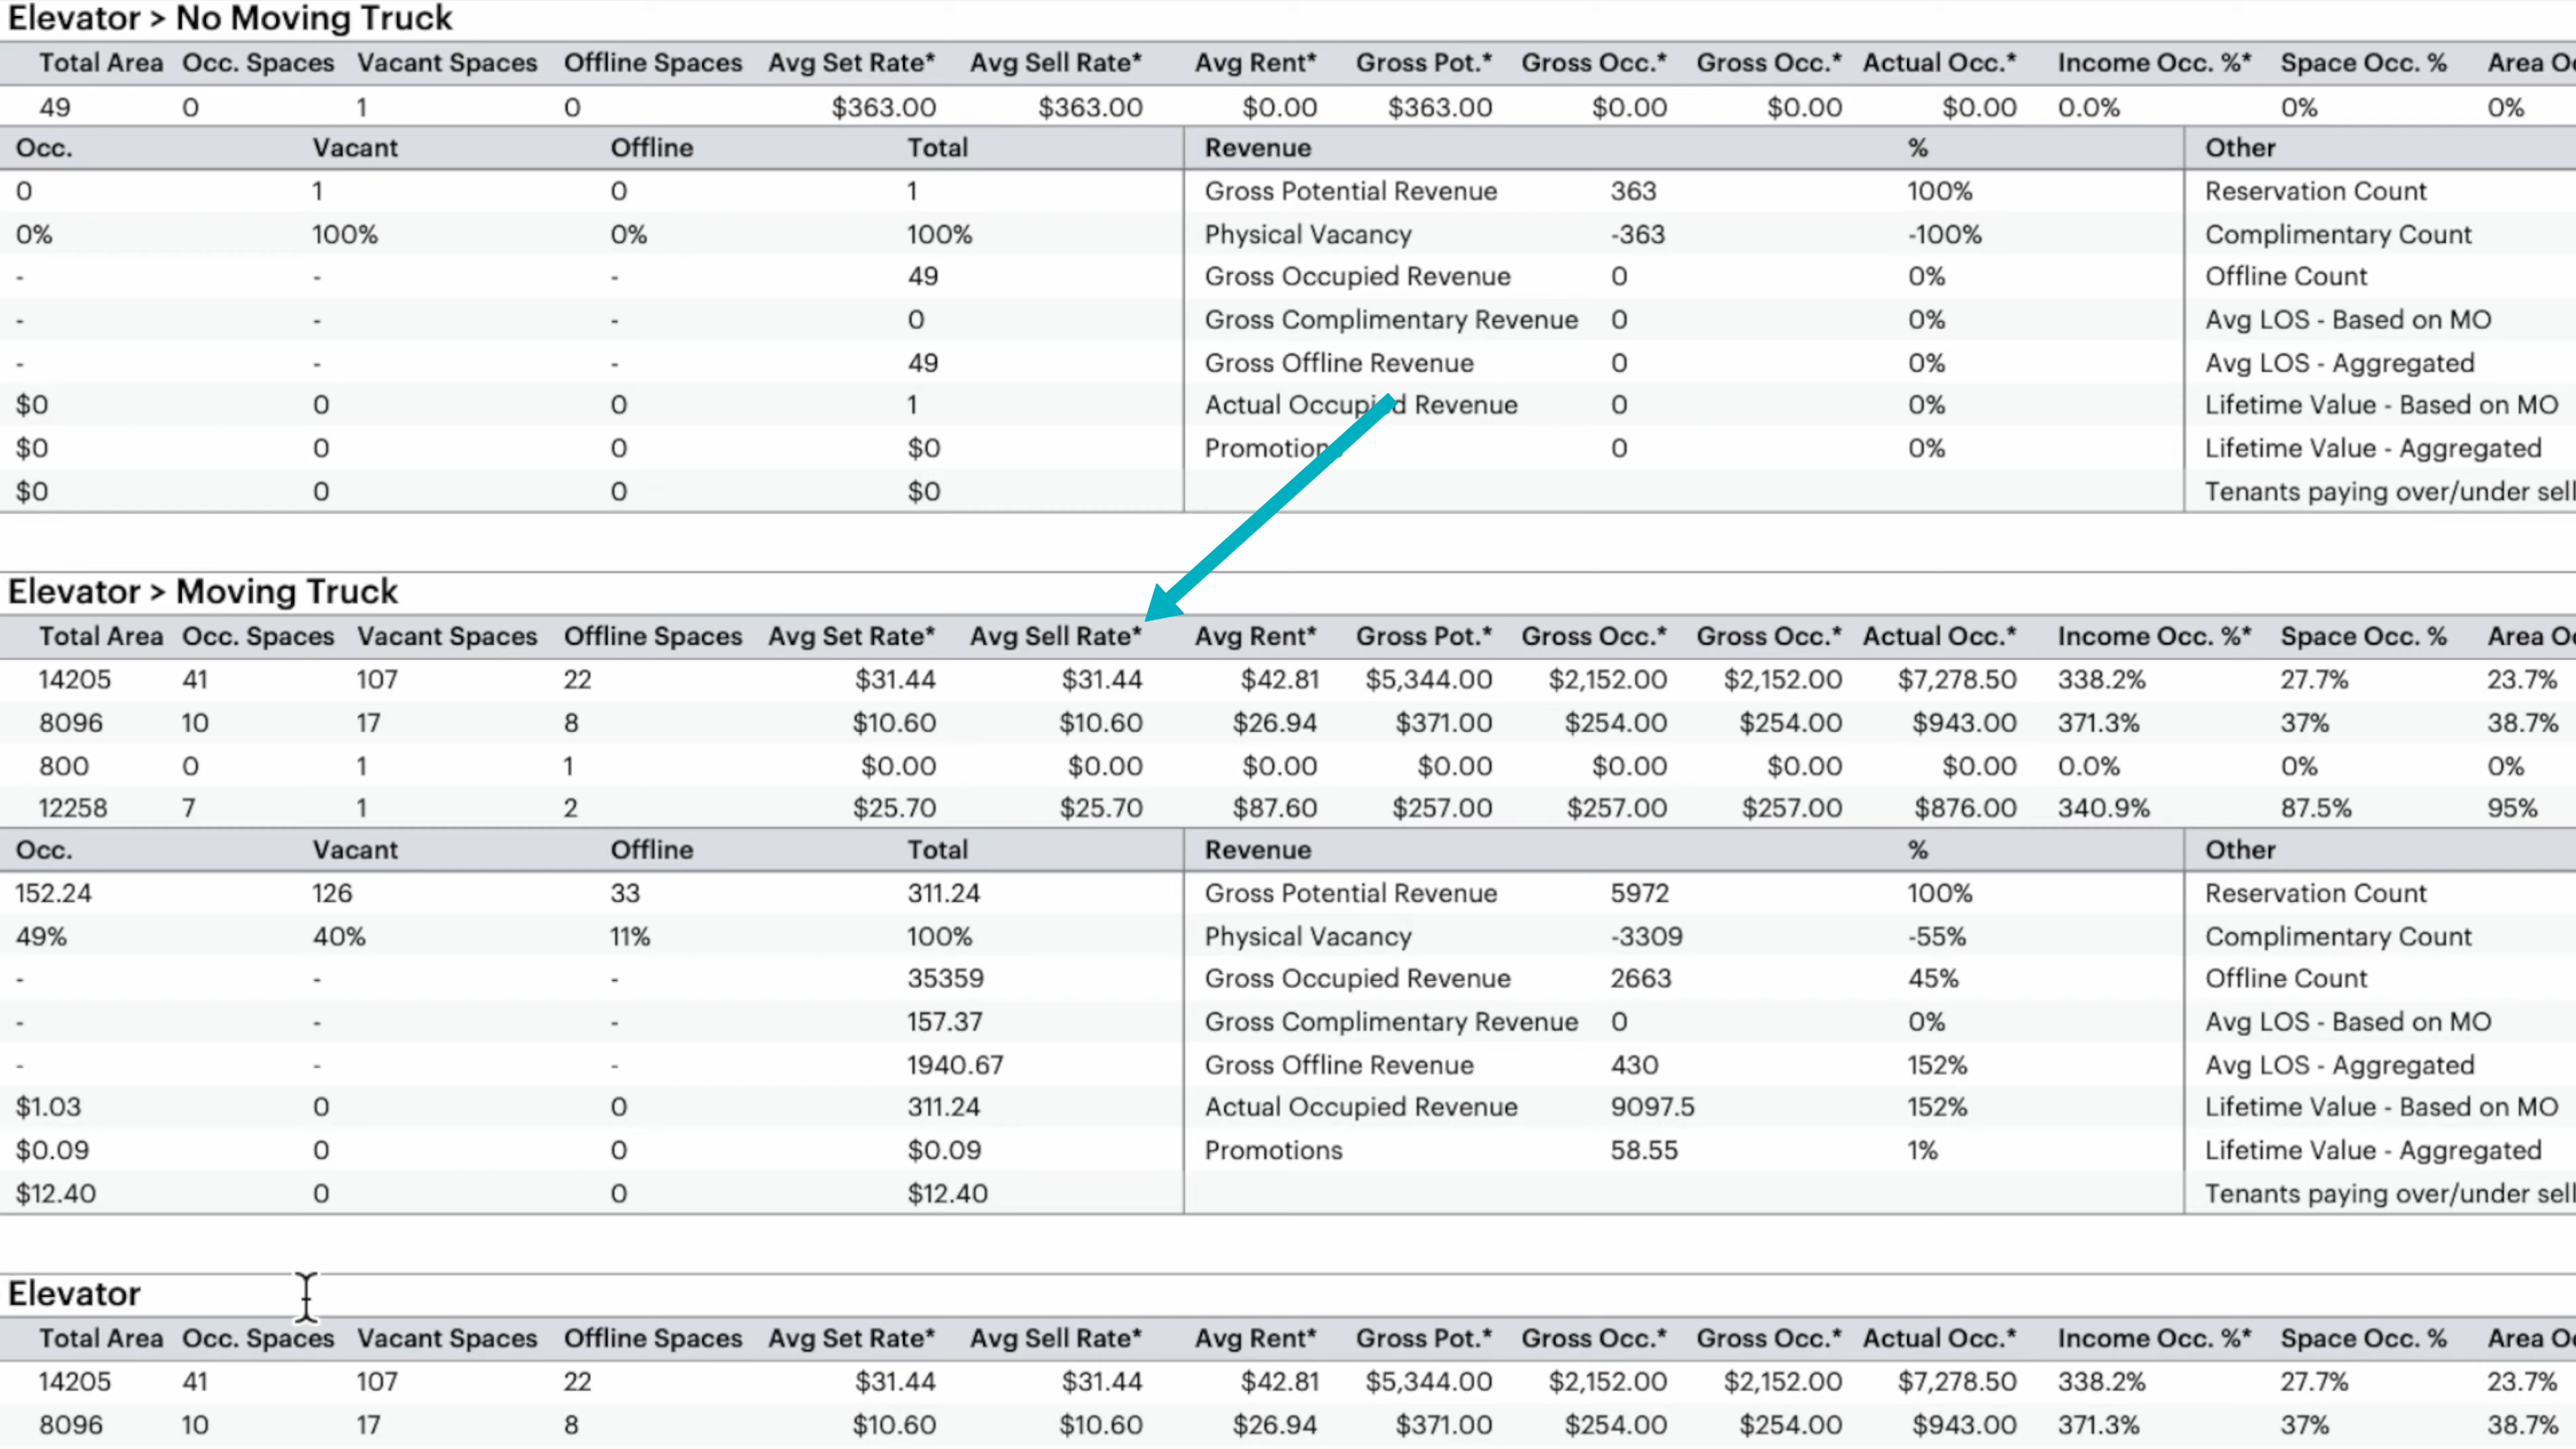 Elevator > No Moving Truck
Total Area Occ. Spaces Vacant Spaces Offline Spaces Avg Set Rate* Avg Sell Rate* Avg Rent* Gross Pot.* Gross Occ.* Gross Occ.* Actual Occ.* Income Occ. %* Space Occ. % Area
49 0 1 0 $363.00 $363.00 $0.00 $363.00 $0.00 $0.00 $0.00 0.0% 0% 0%
Occ. Vacant Offline Total Revenue % Other
0 1 0 1 Gross Potential Revenue 363 100% Reservation Count
0% 100% 0% 100% Physical Vacancy -363 -100% Complimentary Count
- - - 49 Gross Occupied Revenue 0 0% Offline Count
- - - 0 Gross Complimentary Revenue 0 0% Avg LOS - Based on MO
- - - 49 Gross Offline Revenue 0 0% Avg LOS - Aggregated
$0 0 0 1 Actual Occupied Revenue 0 0% Lifetime Value - Based on MO
$0 0 0 $0 Promotions 0 0% Lifetime Value - Aggregated
$0 0 0 $0 Tenants paying over/under sell
Elevator > Moving Truck
Total Area Occ. Spaces Vacant Spaces Offline Spaces Avg Set Rate* Avg Sell Rate* Avg Rent* Gross Pot.* Gross Occ.* Gross Occ.* Actual Occ.* Income Occ. %* Space Occ. % Area
14205 41 107 22 $31.44 $31.44 $42.81 $5,344.00 $2,152.00 $2,152.00 $7,278.50 338.2% 27.7% 23.7%
8096 10 17 8 $10.60 $10.60 $26.94 $371.00 $254.00 $254.00 $943.00 371.3% 37% 38.7%
800 0 1 1 $0.00 $0.00 $0.00 $0.00 $0.00 $0.00 $0.00 0.0% 0% 0%
12258 7 1 2 $25.70 $25.70 $87.60 $257.00 $257.00 $257.00 $876.00 340.9% 87.5% 95%
Occ. Vacant Offline Total Revenue % Other
152.24 126 33 311.24 Gross Potential Revenue 5972 100% Reservation Count
49% 40% 11% 100% Physical Vacancy -3309 -55% Complimentary Count
- - - 35359 Gross Occupied Revenue 2663 45% Offline Count
- - - 157.37 Gross Complimentary Revenue 0 0% Avg LOS - Based on MO
- - - 1940.67 Gross Offline Revenue 430 152% Avg LOS - Aggregated
$1.03 0 0 311.24 Actual Occupied Revenue 9097.5 152% Lifetime Value - Based on MO
$0.09 0 0 $0.09 Promotions 58.55 1% Lifetime Value - Aggregated
$12.40 0 0 $12.40 Tenants paying over/under sell
Elevator
Total Area Occ. Spaces Vacant Spaces Offline Spaces Avg Set Rate* Avg Sell Rate* Avg Rent* Gross Pot.* Gross Occ.* Gross Occ.* Actual Occ.* Income Occ. %* Space Occ. % Area
14205 41 107 22 $31.44 $31.44 $42.81 $5,344.00 $2,152.00 $2,152.00 $7,278.50 338.2% 27.7% 23.7%
8096 10 17 8 $10.60 $10.60 $26.94 $371.00 $254.00 $254.00 $943.00 371.3% 37% 38.7%